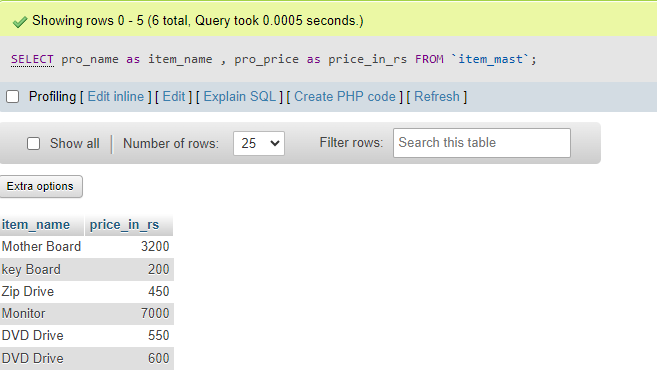 Showing rows 0 - 5 (6 total, Query took 0.0005 seconds.)
SELECT pro_name as item_name , pro_price as price_in_rs FROM `item_mast`;
Profiling [ Edit inline ] [ Edit ] [ Explain SQL ] [ Create PHP code ] [ Refresh ]
Show all | Number of rows: 25 Filter rows: Search this table
Extra options
item_name price_in_rs
Mother Board 3200
key Board 200
Zip Drive 450
Monitor 7000
DVD Drive 550
DVD Drive 600